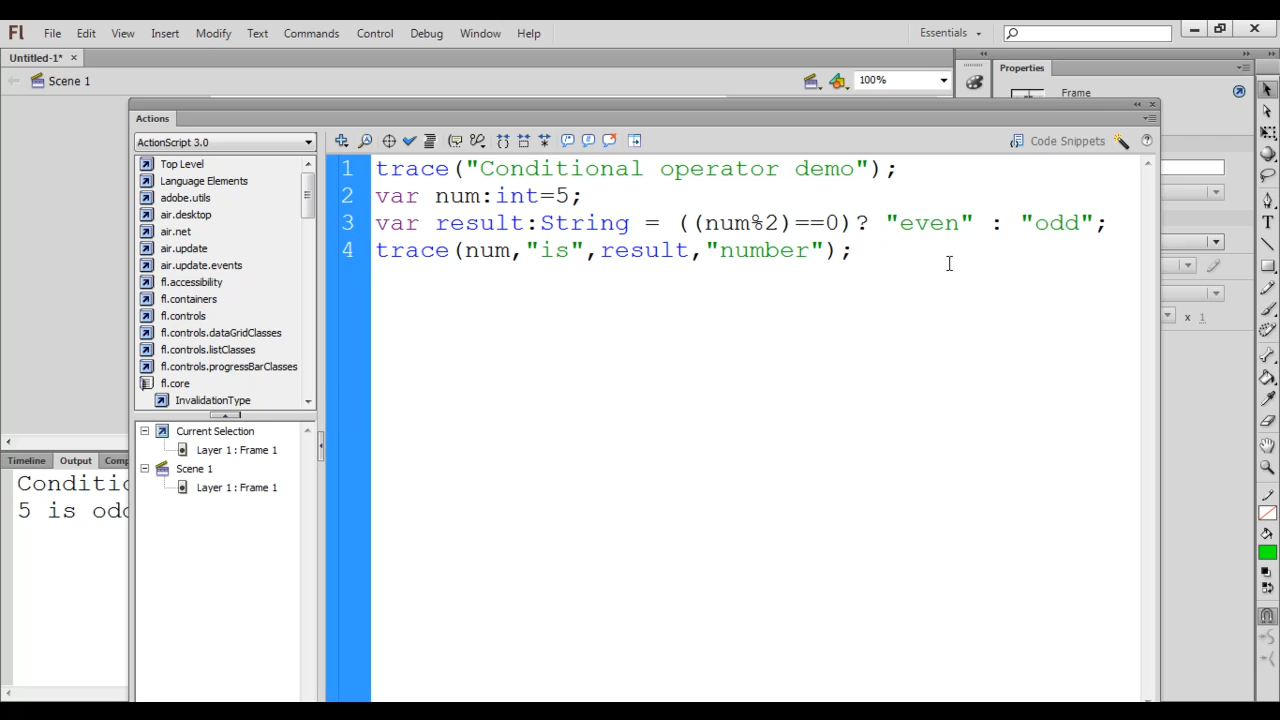 Fl File Edit View Insert Modify Text Commands Control Debug Window Help Essentials
Untitled-1* ×
Scene 1 100% Properties
Frame
Actions
ActionScript 3.0 Code Snippets
Top Level
Language Elements
adobe.utils
air.desktop
air.net
air.update
air.update.events
fl.accessibility
fl.containers
fl.controls
fl.controls.dataGridClasses
fl.controls.listClasses
fl.controls.progressBarClasses
fl.core
InvalidationType
1 trace("Conditional operator demo");
2 var num:int=5;
3 var result:String = ((num%2)==0)? "even" : "odd";
4 trace(num,"is",result,"number");
x 1
Current Selection
Layer 1 : Frame 1
Scene 1
Layer 1 : Frame 1
Timeline Output Comp
Conditio
5 is odd